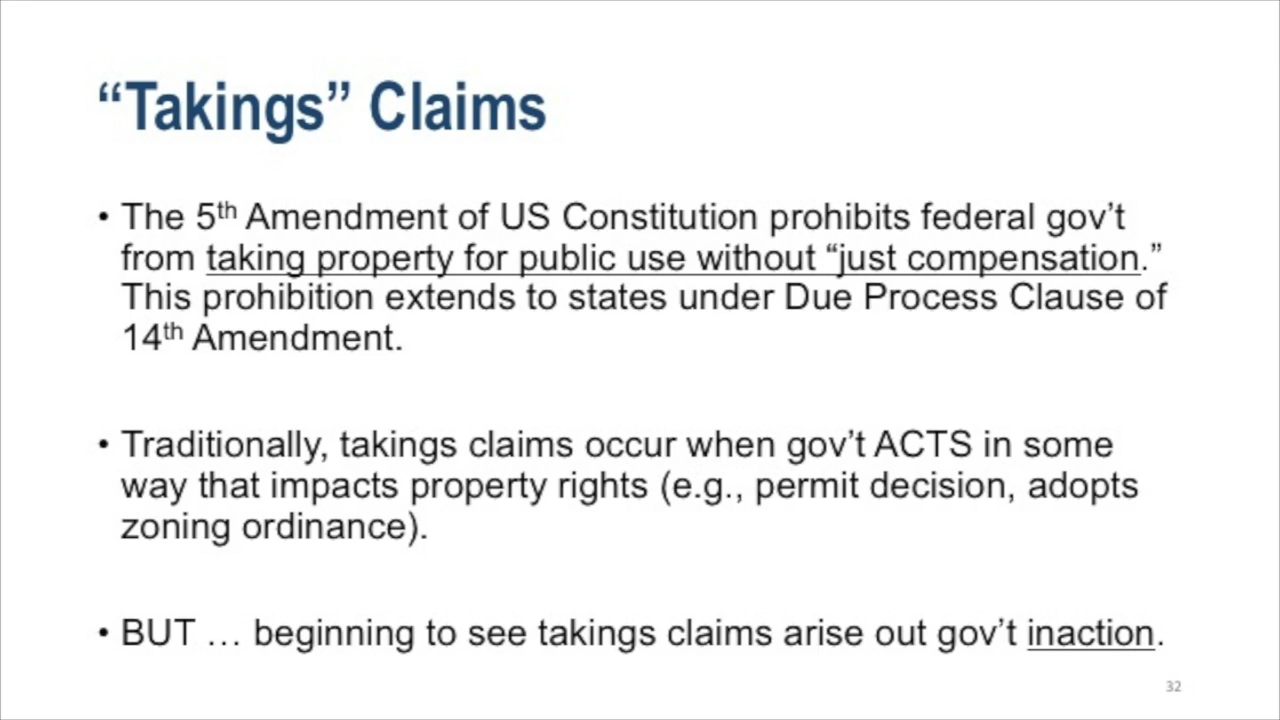 “Takings” Claims
• The 5th Amendment of US Constitution prohibits federal gov’t
from taking property for public use without “just compensation.”
This prohibition extends to states under Due Process Clause of
14th Amendment.
• Traditionally, takings claims occur when gov’t ACTS in some
way that impacts property rights (e.g., permit decision, adopts
zoning ordinance).
• BUT … beginning to see takings claims arise out gov’t inaction.
32